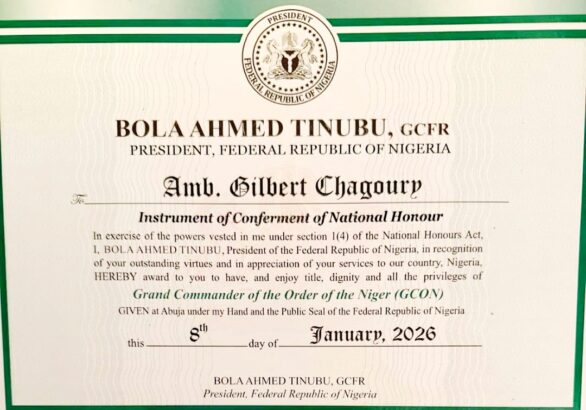 PRESIDENT
FEDERAL REPUBLIC OF NIGERIA
BOLA AHMED TINUBU, GCFR
PRESIDENT, FEDERAL REPUBLIC OF NIGERIA
To Amb. Gilbert Chagoury
Instrument of Conferment of National Honour
In exercise of the powers vested in me under section 1(4) of the National Honours Act,
I, BOLA AHMED TINUBU, President of the Federal Republic of Nigeria, in recognition
of your outstanding virtues and in appreciation of your services to our country, Nigeria,
HEREBY award to you to have, and enjoy title, dignity and all the privileges of
Grand Commander of the Order of the Niger (GCON)
GIVEN at Abuja under my Hand and the Public Seal of the Federal Republic of Nigeria
this 8th day of January, 2026
BOLA AHMED TINUBU, GCFR
President, Federal Republic of Nigeria